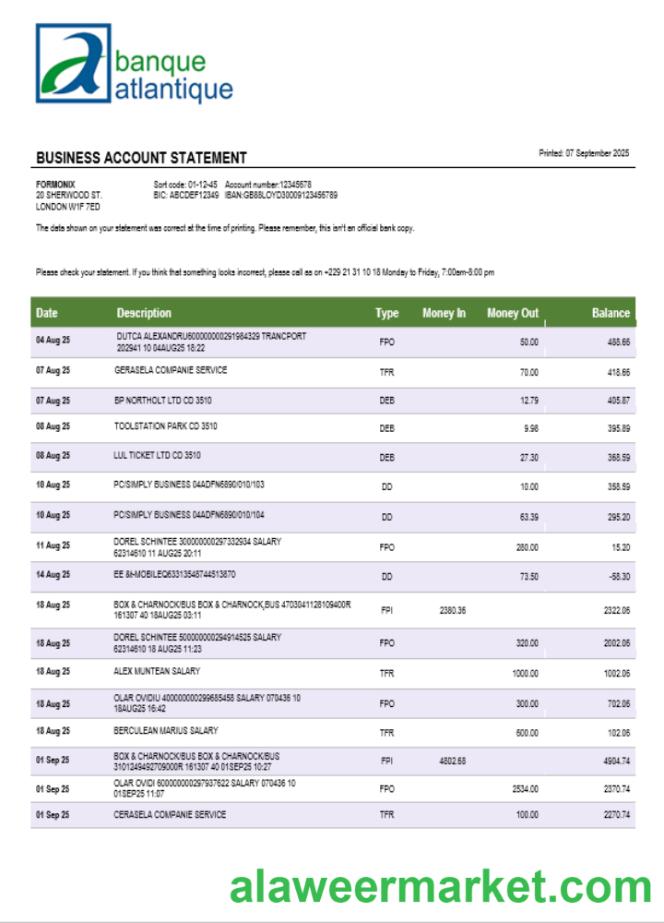 banque
atlantique
BUSINESS ACCOUNT STATEMENT
Printed: 07 September 2025
FORMONIX
20 SHERWOOD ST.
LONDON W1F 7ED
Sort code: 01-12-45 Account number:12345678
BIC: ABCDEF12349 IBAN:GB88LOYD30009123456789
The data shown on your statement was correct at the time of printing. Please remember, this isn't an official bank copy.
Please check your statement. If you think that something looks incorrect, please call as on +229 21 31 10 18 Monday to Friday, 7:00am-8:00 pm
Date Description Type Money In Money Out Balance
04 Aug 25 DUTCA ALEXANDRU600000000291984329 TRANCPORT FPO 50.00 488.66
202941 10 04AUG25 18:22
07 Aug 25 GERASELA COMPANIE SERVICE TFR 70.00 418.66
07 Aug 25 BP NORTHOLT LTD CD 3510 DEB 12.79 405.87
08 Aug 25 TOOLSTATION PARK CD 3510 DEB 9.98 395.89
08 Aug 25 LUL TICKET LTD CD 3510 DEB 27.30 368.59
10 Aug 25 PC/SIMPLY BUSINESS 04ADFN6890/010/103 DD 10.00 358.59
10 Aug 25 PC/SIMPLY BUSINESS 04ADFN6890/010/104 DD 63.39 295.20
11 Aug 25 DOREL SCHINTEE 300000000297332934 SALARY FPO 280.00 15.20
62314610 11 AUG25 20:11
14 Aug 25 EE &MOBILEQ63313548744513870 DD 73.50 -58.30
18 Aug 25 BOX & CHARNOCK/BUS BOX & CHARNOCK,BUS 4703041128109400R FPI 2380.36 2322.06
161307 40 18AUG25 03:11
18 Aug 25 DOREL SCHINTEE 500000000294914525 SALARY FPO 320.00 2002.06
62314610 18 AUG25 11:23
18 Aug 25 ALEX MUNTEAN SALARY TFR 1000.00 1002.06
18 Aug 25 OLAR OVIDIU 400000000299685458 SALARY 070436 10 FPO 300.00 702.06
18AUG25 16:42
18 Aug 25 BERCULEAN MARIUS SALARY TFR 600.00 102.06
01 Sep 25 BOX & CHARNOCK/BUS BOX & CHARNOCK/BUS FPI 4802.68 4904.74
3101249492709000R 161307 40 01SEP25 10:27
01 Sep 25 OLAR OVIDI 600000000297937622 SALARY 070436 10 FPO 2534.00 2370.74
01SEP25 11:07
01 Sep 25 CERASELA COMPANIE SERVICE TFR 100.00 2270.74
alaweermarket.com